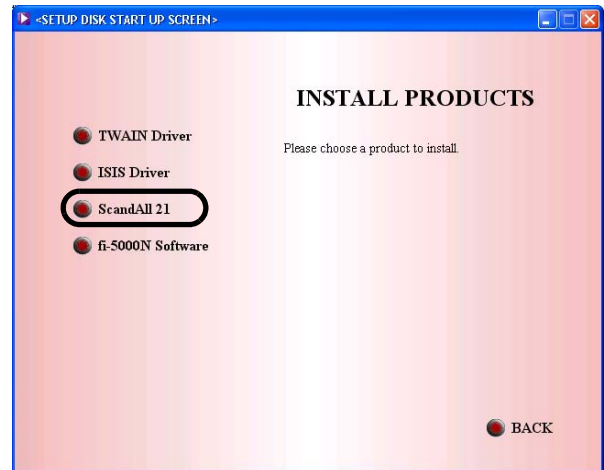 <SETUP DISK START UP SCREEN>
INSTALL PRODUCTS
Please choose a product to install.
TWAIN Driver
ISIS Driver
ScandAll 21
fi-5000N Software
BACK